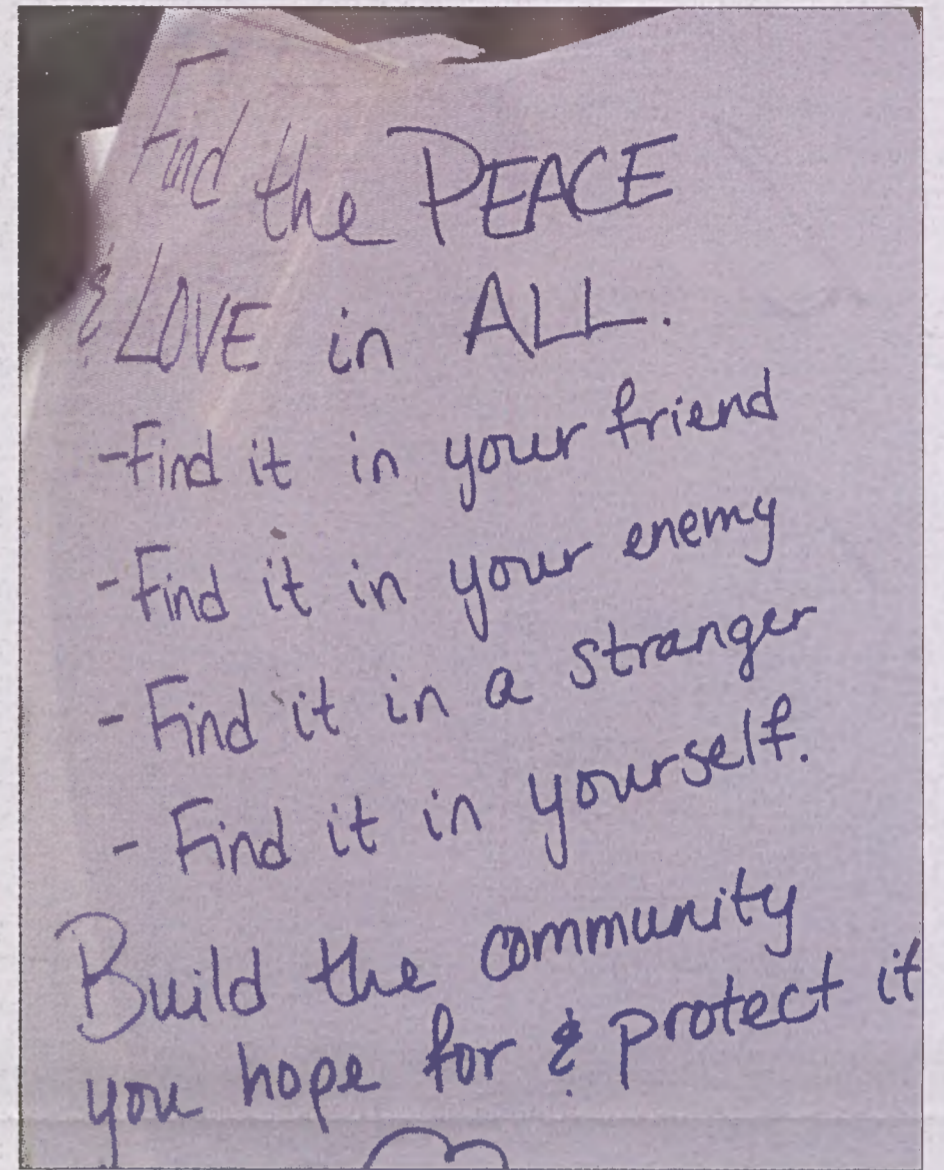 Find the PEACE
& LOVE in ALL.
-Find it in your friend
-Find it in your enemy
- Find it in a stranger
- Find it in yourself.
Build the community
you hope for & protect it